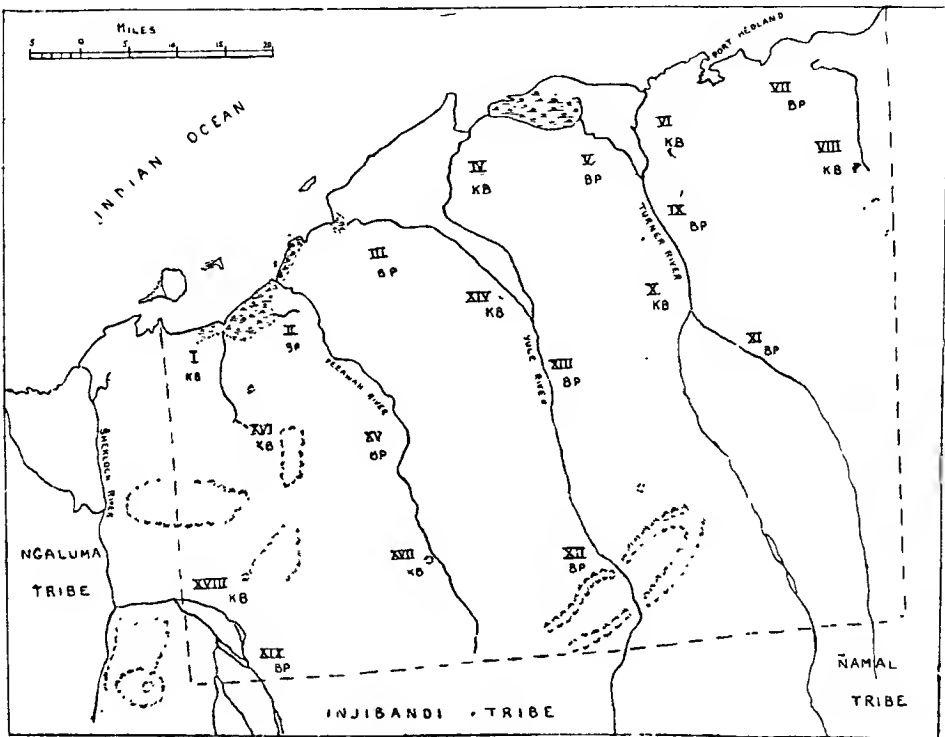 MILES
5 0 5 10 15 20
INDIAN OCEAN
PORT HEDLAND
VII
BP
VI
KB
VIII
KB
IV
KB
V
BP
IX
BP
TURNER RIVER
III
BP
XIV
KB
X
KB
I
KB
II
BP
PEEAWAH RIVER
YULE RIVER
XIII
BP
XI
BP
XVI
KB
XV
BP
SHERLOCH RIVER
NGALUMA
TRIBE
XVII
KB
XII
BP
XVIII
KB
XIX
BP
INJIBANDI TRIBE
ÑAMAL
TRIBE